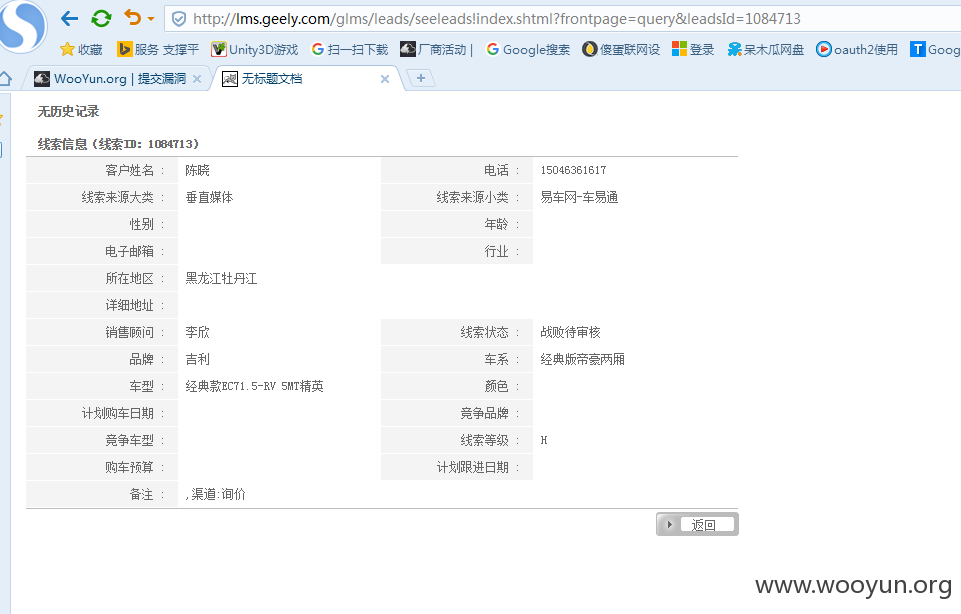 http://lms.geely.com/glms/leads/seeleads!index.shtml?frontpage=query&leadsId=1084713
收藏 服务 支撑平 Unity3D游戏 扫一扫下载 厂商活动 | Google搜索 傻蛋联网设 登录 呆木瓜网盘 oauth2使用 Goog
WooYun.org | 提交漏洞 无标题文档
无历史记录
线索信息（线索ID：1084713）
客户姓名 ： 陈晓 电话 ： 15046361617
线索来源大类 ： 垂直媒体 线索来源小类 ： 易车网-车易通
性别 ： 年龄 ：
电子邮箱 ： 行业 ：
所在地区 ： 黑龙江牡丹江
详细地址 ：
销售顾问 ： 李欣 线索状态 ： 战败待审核
品牌 ： 吉利 车系 ： 经典版帝豪两厢
车型 ： 经典款EC71.5-RV 5MT精英 颜色 ：
计划购车日期 ： 竞争品牌 ：
竞争车型 ： 线索等级 ： H
购车预算 ： 计划跟进日期 ：
备注 ： ,渠道:询价
返回
www.wooyun.org